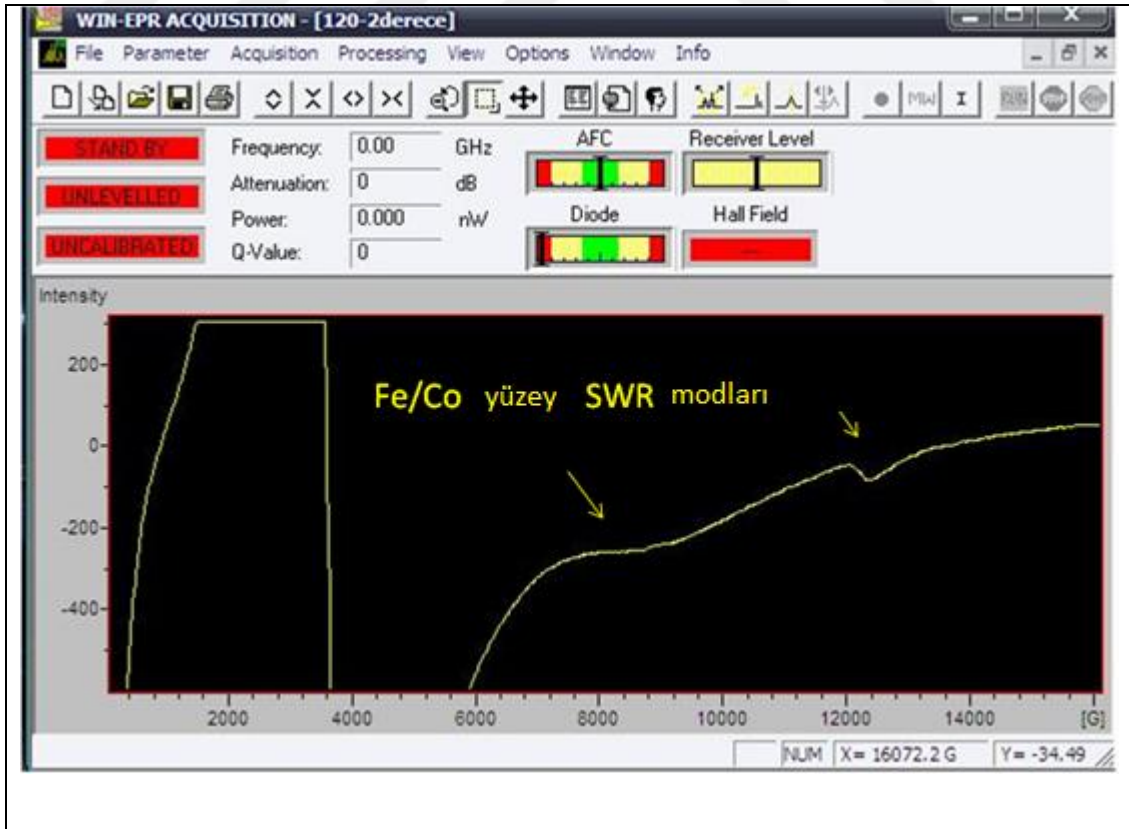 WIN-EPR ACQUISITION - [120-2derece]
File Parameter Acquisition Processing View Options Window Info
MW I RUN
STAND BY
UNLEVELLED
UNCALIBRATED
Frequency: 0.00 GHz
Attenuation: 0 dB
Power: 0.000 nW
Q-Value: 0
AFC
Receiver Level
Diode
Hall Field
---
Intensity
200
0
-200
-400
Fe/Co yüzey SWR modları
2000 4000 6000 8000 10000 12000 14000 [G]
NUM X= 16072.2 G Y= -34.49